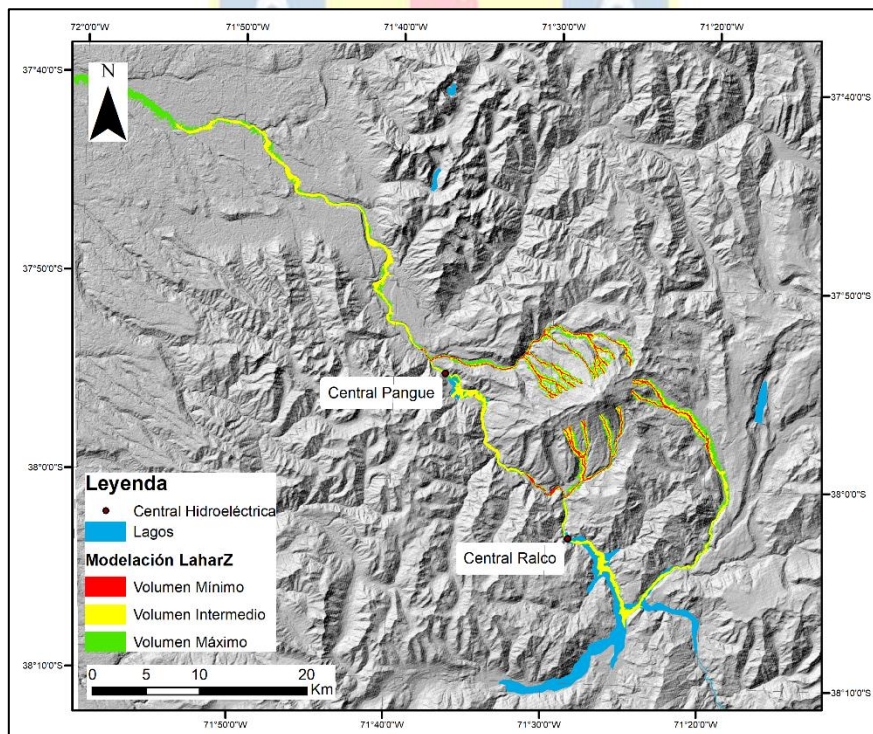 72°0'0"W
71°50'0"W
71°40'0"W
71°30'0"W
71°20'0"W
37°40'0"S
37°40'0"S
N
37°50'0"S
37°50'0"S
Central Pangue
38°0'0"S
38°0'0"S
Leyenda
Central Hidroeléctrica
Lagos
Central Ralco
Modelación LaharZ
Volumen Mínimo
Volumen Intermedio
Volumen Máximo
38°10'0"S
38°10'0"S
0 5 10 20
Km
71°50'0"W
71°40'0"W
71°30'0"W
71°20'0"W